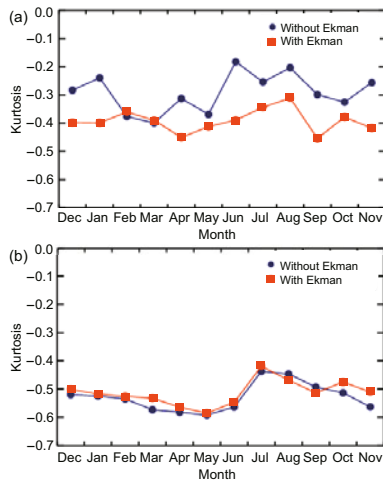 (a)
0.0
Without Ekman
With Ekman
−0.1
−0.2
−0.3
−0.4
−0.5
−0.6
−0.7
Kurtosis
Dec Jan Feb Mar Apr May Jun Jul Aug Sep Oct Nov
Month
(b)
0.0
Without Ekman
With Ekman
−0.1
−0.2
−0.3
−0.4
−0.5
−0.6
−0.7
Kurtosis
Dec Jan Feb Mar Apr May Jun Jul Aug Sep Oct Nov
Month